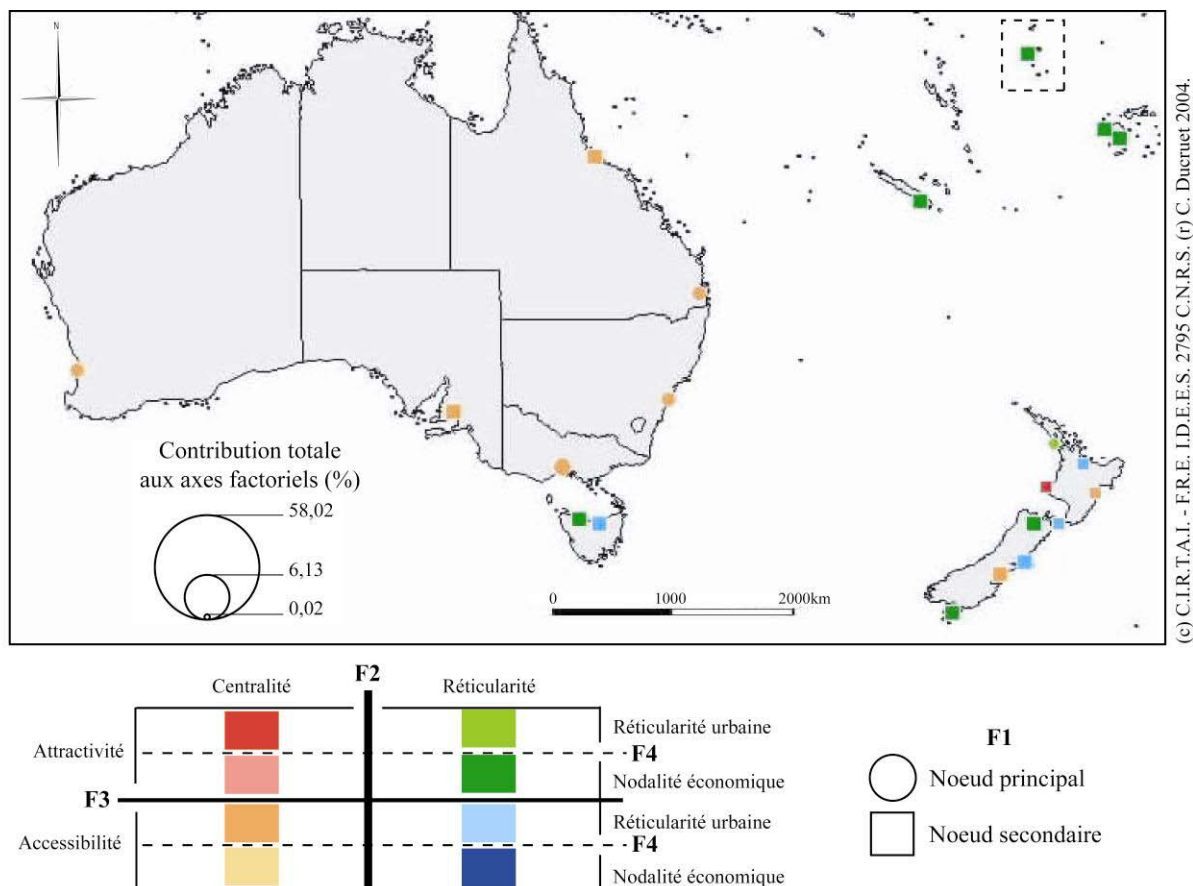 N
Contribution totale
aux axes factoriels (%)
58,02
6,13
0,02
0 1000 2000km
(c) C.I.R.T.A.I. - F.R.E. I.D.E.E.S. 2795 C.N.R.S. (r) C. Ducruet 2004.
Centralité F2 Réticularité
Réticularité urbaine
Attractivité F4
Nodalité économique
F3
Réticularité urbaine
Accessibilité F4
Nodalité économique
F1
Noeud principal
Noeud secondaire